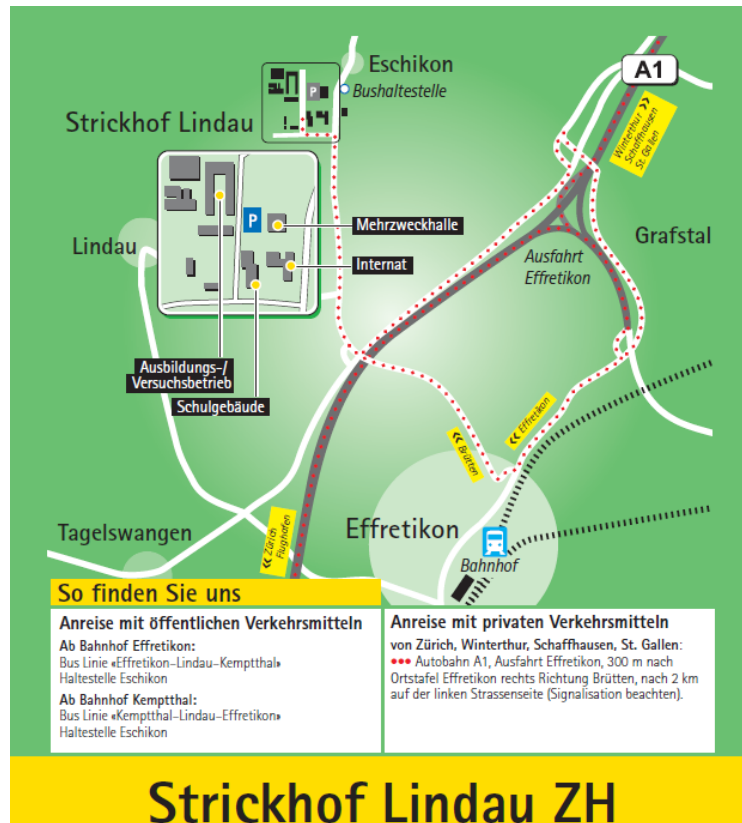 Eschikon
Bushaltestelle
A1
P
Strickhof Lindau
Winterthur »
Schaffhausen
St. Gallen
P
Mehrzweckhalle
Lindau
Internat
Grafstal
Ausfahrt
Effretikon
Ausbildungs-/
Versuchsbetrieb
Schulgebäude
« Effretikon
« Brütten
« Zürich
Flughafen
Effretikon
Tagelswangen
Bahnhof
So finden Sie uns
Anreise mit öffentlichen Verkehrsmitteln
Ab Bahnhof Effretikon:
Bus Linie «Effretikon–Lindau–Kemptthal»
Haltestelle Eschikon
Ab Bahnhof Kemptthal:
Bus Linie «Kemptthal–Lindau–Effretikon»
Haltestelle Eschikon
Anreise mit privaten Verkehrsmitteln
von Zürich, Winterthur, Schaffhausen, St. Gallen:
••• Autobahn A1, Ausfahrt Effretikon, 300 m nach
Ortstafel Effretikon rechts Richtung Brütten, nach 2 km
auf der linken Strassenseite (Signalisation beachten).
Strickhof Lindau ZH